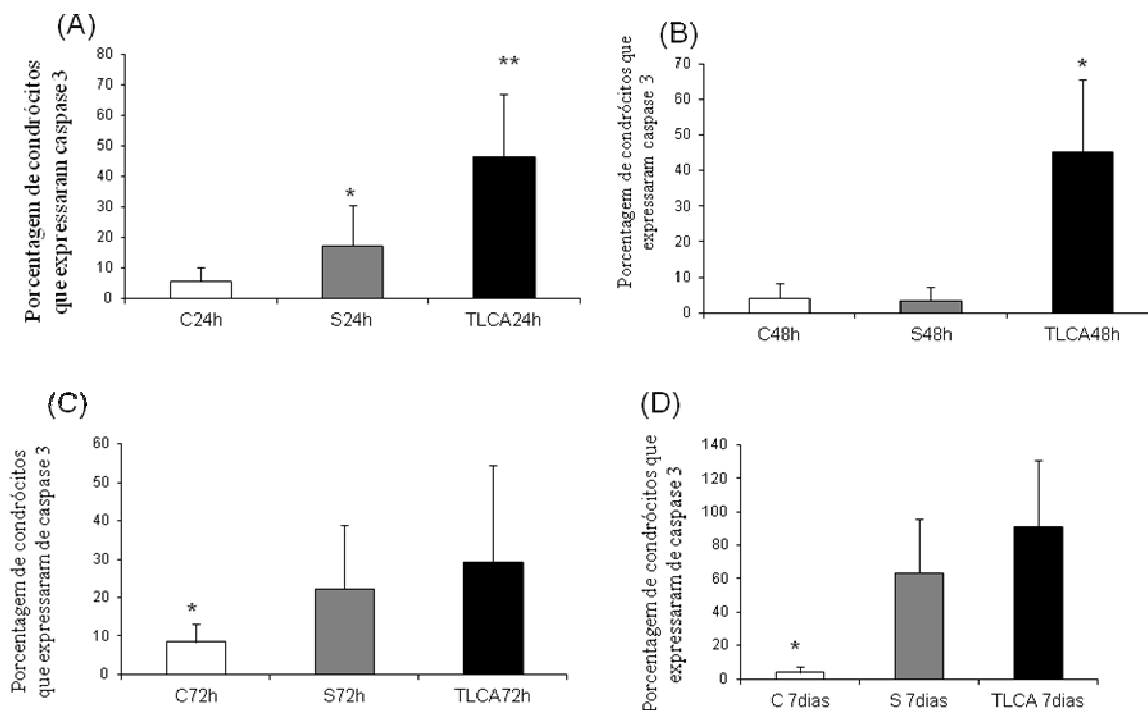 (A)
Porcentagem de condrócitos
que expressaram caspase 3
80
70
60
50
40
30
20
10
0
*
**
C24h
S24h
TLCA24h
(B)
Porcentagem de condrócitos que
expressaram caspase 3
70
60
50
40
30
20
10
0
*
C48h
S48h
TLCA48h
(C)
Porcentagem de condrócitos
que expressaram de caspase 3
60
50
40
30
20
10
0
*
C72h
S72h
TLCA72h
(D)
Porcentagem de condrócitos que
expressaram de caspase 3
140
120
100
80
60
40
20
0
*
C 7dias
S 7dias
TLCA 7dias